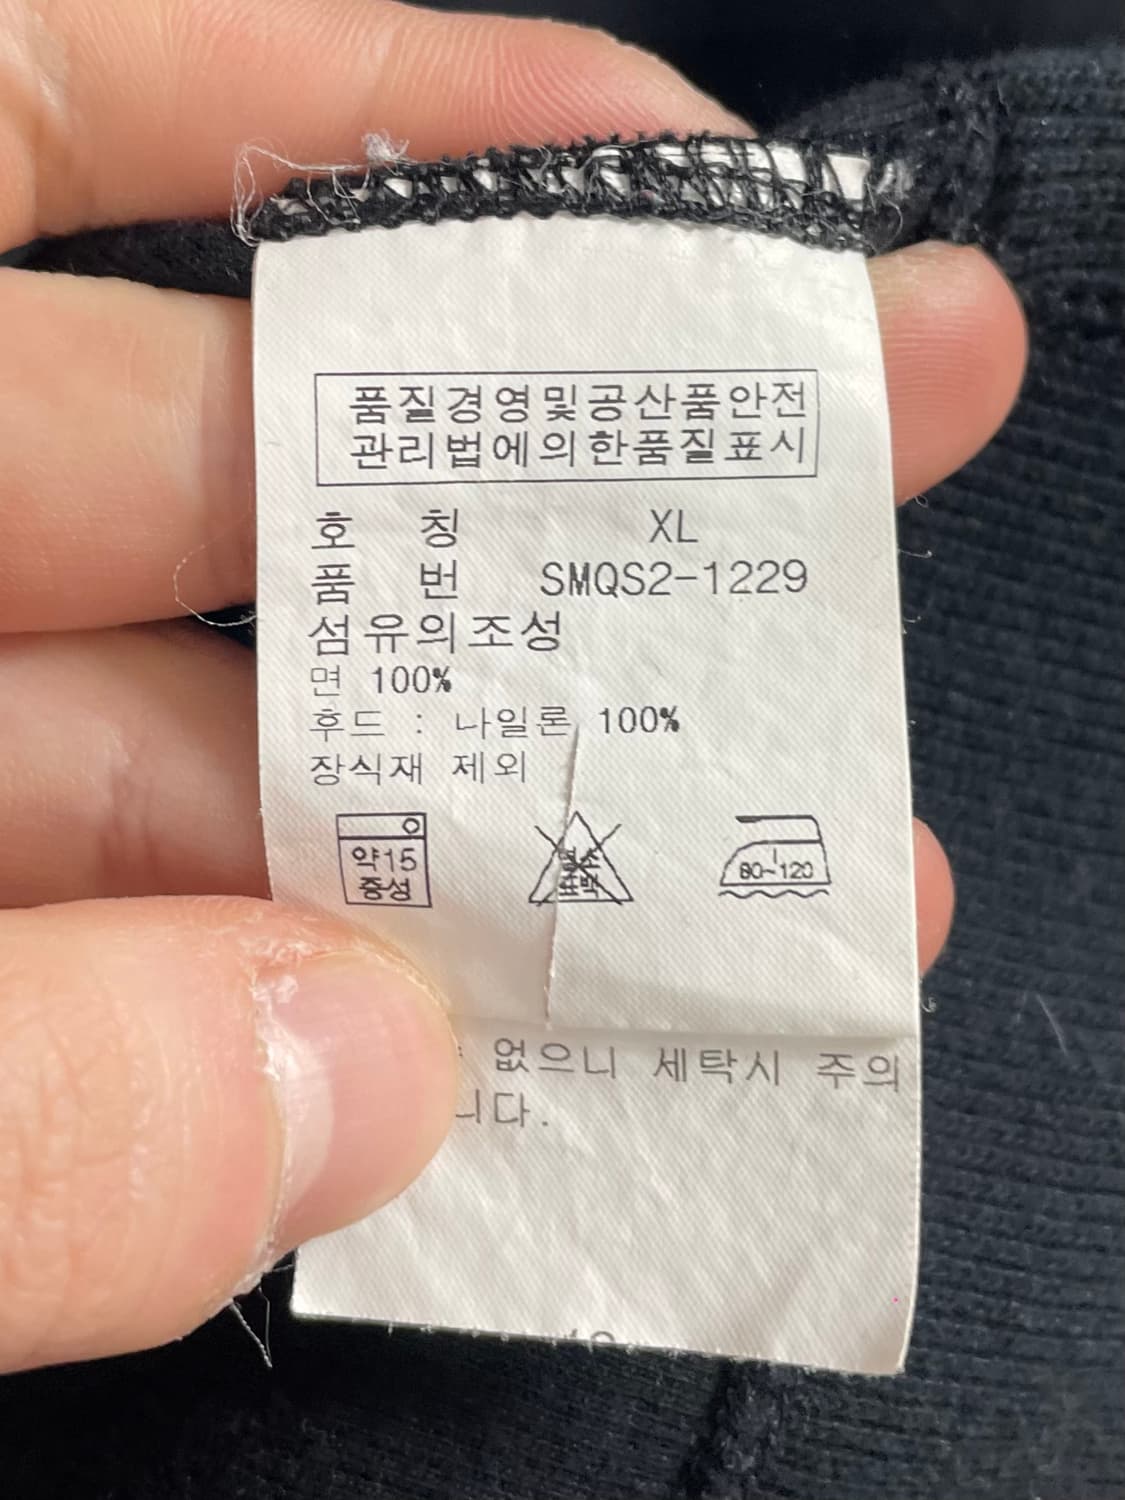 품질경영및공산품안전
관리법에의한품질표시
호 칭 XL
품 번 SMQS2-1229
섬유의조성
면 100%
후드 : 나일론 100%
장식재 제외
약15
중성
80~120
없으니 세탁시 주의
니다.